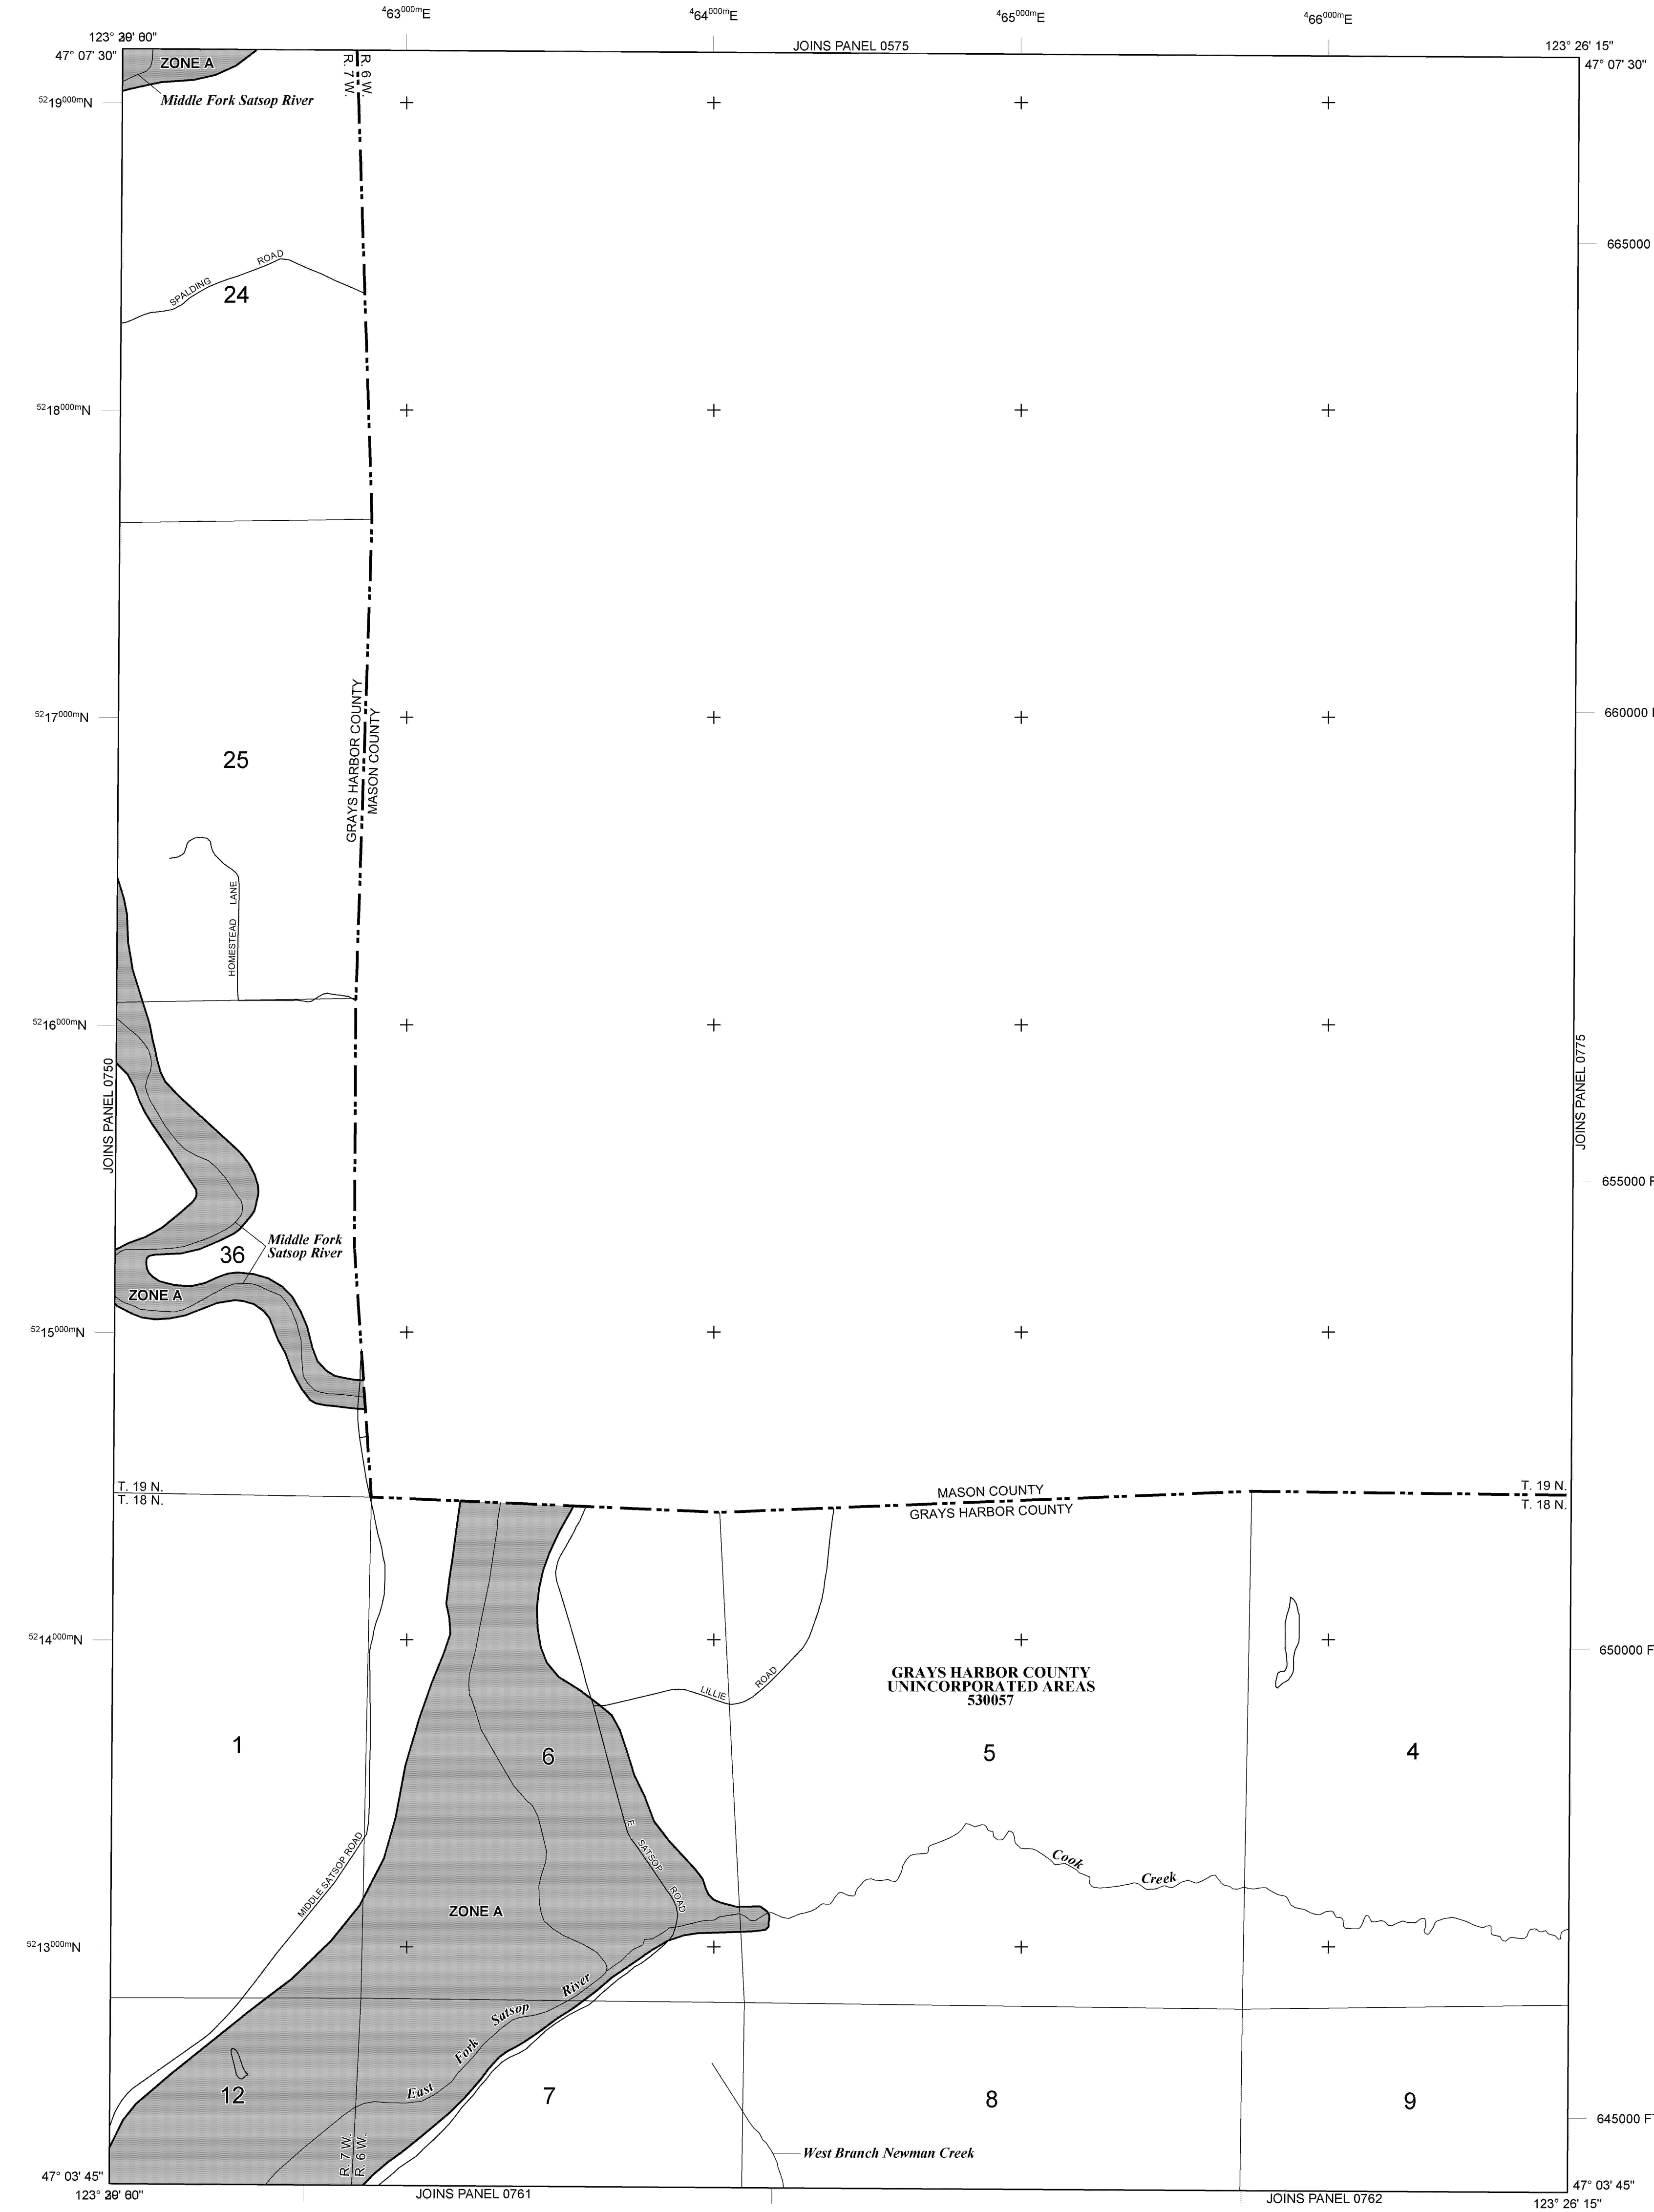 463000mE
464000mE
465000mE
466000mE
47° 07' 30"
JOINS PANEL 0575
123° 26' 15"
47° 07' 30"
ZONE A
R. 7 W.
R. 6 W.
Middle Fork Satsop River
5219000mN
665000
SPALDING ROAD
24
5218000mN
5217000mN
660000
GRAYS HARBOR COUNTY
MASON COUNTY
25
HOMESTEAD LANE
5216000mN
JOINS PANEL 0750
JOINS PANEL 0775
655000 F
Middle Fork
Satsop River
36
ZONE A
5215000mN
T. 19 N.
T. 18 N.
MASON COUNTY
GRAYS HARBOR COUNTY
T. 19 N.
T. 18 N.
5214000mN
650000 F
GRAYS HARBOR COUNTY
UNINCORPORATED AREAS
530057
LILLIE ROAD
1
6
5
4
MIDDLE SATSOP ROAD
E SATSOP ROAD
Cook Creek
ZONE A
5213000mN
East Fork Satsop River
12
7
8
9
645000 FT
R. 7 W.
R. 6 W.
West Branch Newman Creek
47° 03' 45"
JOINS PANEL 0761
JOINS PANEL 0762
47° 03' 45"
123° 26' 15"